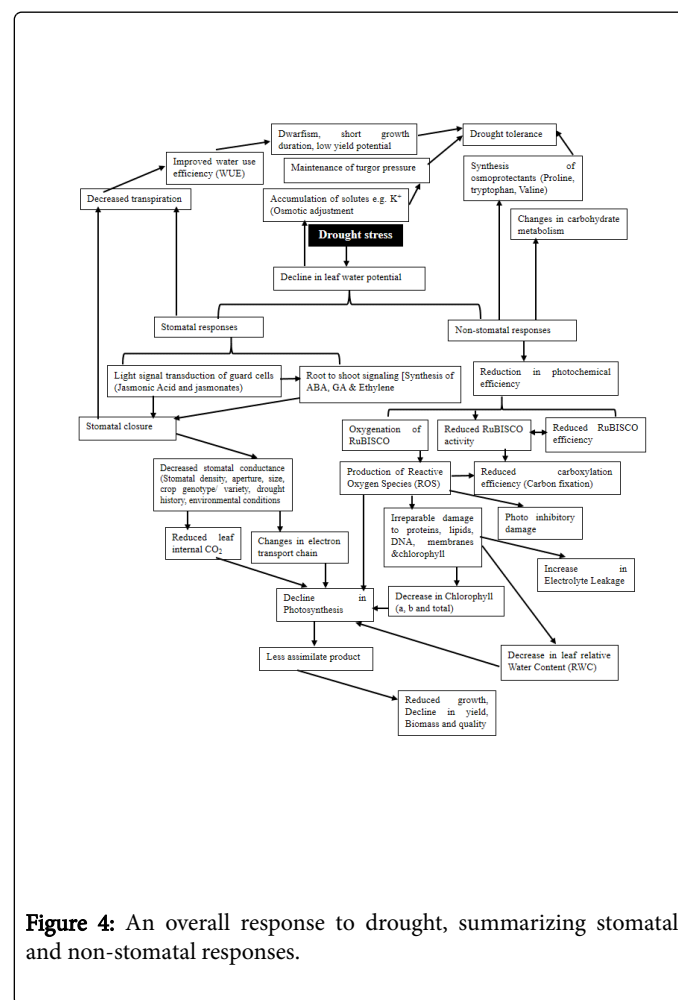 Dwarfism, short growth
duration, low yield potential
Drought tolerance
Improved water use
efficiency (WUE)
Maintenance of turgor pressure
Synthesis of
osmoprotectants (Proline,
tryptophan, Valine)
Decreased transpiration
Accumulation of solutes e.g. K⁺
(Osmotic adjustment
Changes in carbohydrate
metabolism
Drought stress
Decline in leaf water potential
Stomatal responses
Non-stomatal responses
Light signal transduction of guard cells
(Jasmonic Acid and jasmonates)
Root to shoot signaling [Synthesis of
ABA, GA & Ethylene
Reduction in photochemical
efficiency
Stomatal closure
Oxygenation of
RuBISCO
Reduced RuBISCO
activity
Reduced RuBISCO
efficiency
Decreased stomatal conductance
(Stomatal density, aperture, size,
crop genotype/ variety, drought
history, environmental conditions
Production of Reactive
Oxygen Species (ROS)
Reduced carboxylation
efficiency (Carbon fixation)
Reduced leaf
internal CO₂
Changes in electron
transport chain
Irreparable damage
to proteins, lipids,
DNA, membranes
&chlorophyll
Photo inhibitory
damage
Increase in
Electrolyte Leakage
Decline in
Photosynthesis
Decrease in Chlorophyll
(a, b and total)
Less assimilate product
Decrease in leaf relative
Water Content (RWC)
Reduced growth,
Decline in yield,
Biomass and quality
Figure 4: An overall response to drought, summarizing stomatal
and non-stomatal responses.